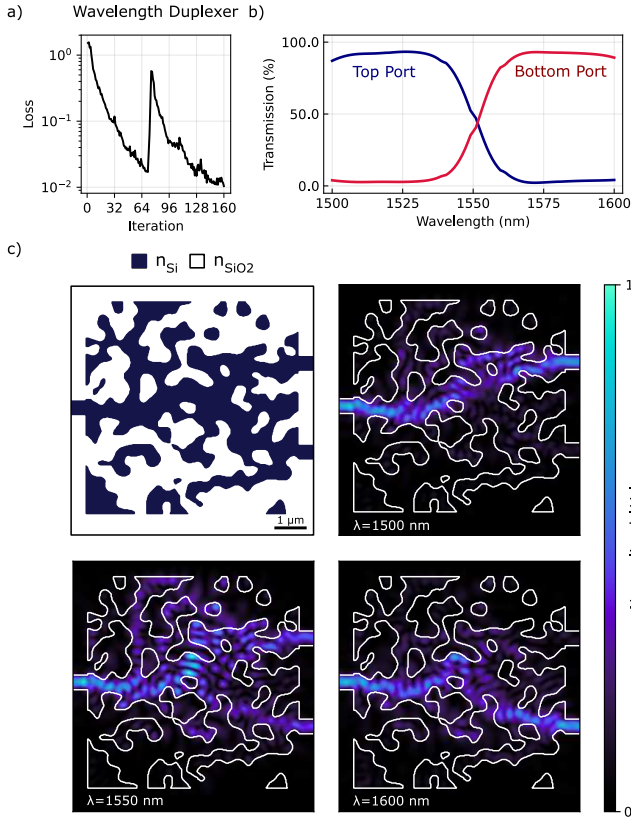 a) Wavelength Duplexer b)
10⁰
10⁻¹
10⁻²
Loss
0 32 64 96 128 160
Iteration
100.0
50.0
0.0
Transmission (%)
Top Port
Bottom Port
1500 1525 1550 1575 1600
Wavelength (nm)
c)
n_Si n_SiO2
1 μm
λ=1500 nm
λ=1550 nm
λ=1600 nm
1
0